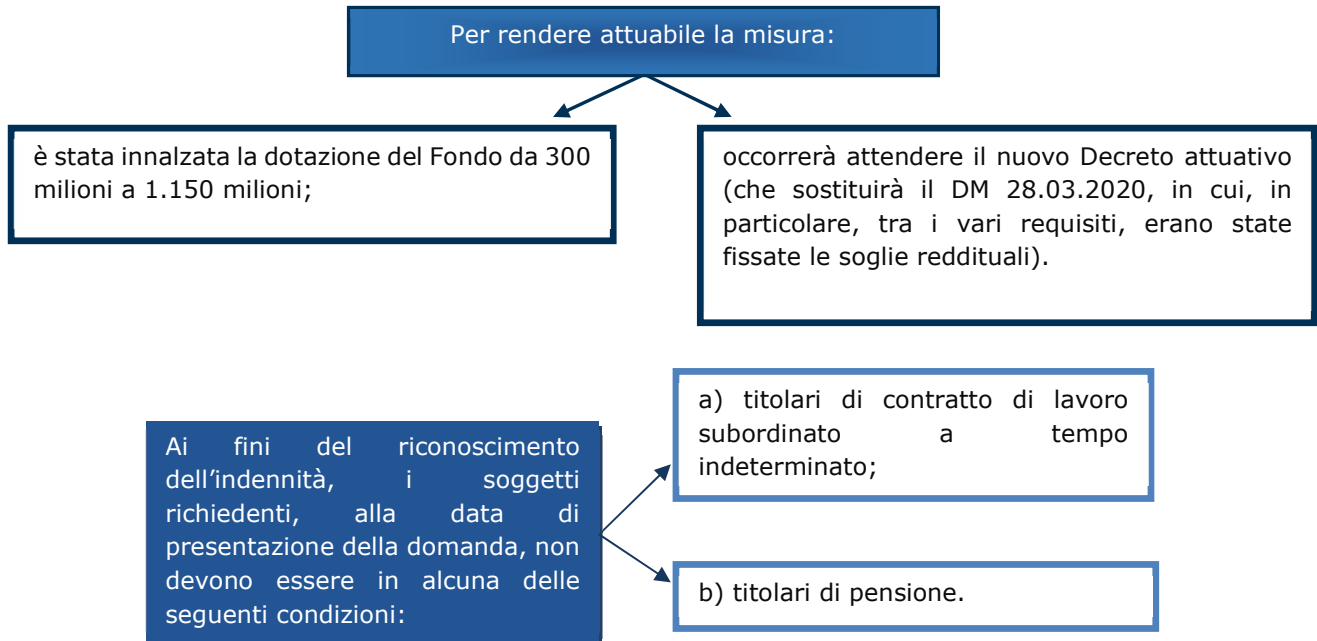 Per rendere attuabile la misura:
è stata innalzata la dotazione del Fondo da 300
milioni a 1.150 milioni;
occorrerà attendere il nuovo Decreto attuativo
(che sostituirà il DM 28.03.2020, in cui, in
particolare, tra i vari requisiti, erano state
fissate le soglie reddituali).
Ai fini del riconoscimento
dell’indennità, i soggetti
richiedenti, alla data di
presentazione della domanda, non
devono essere in alcuna delle
seguenti condizioni:
a) titolari di contratto di lavoro
subordinato a tempo
indeterminato;
b) titolari di pensione.